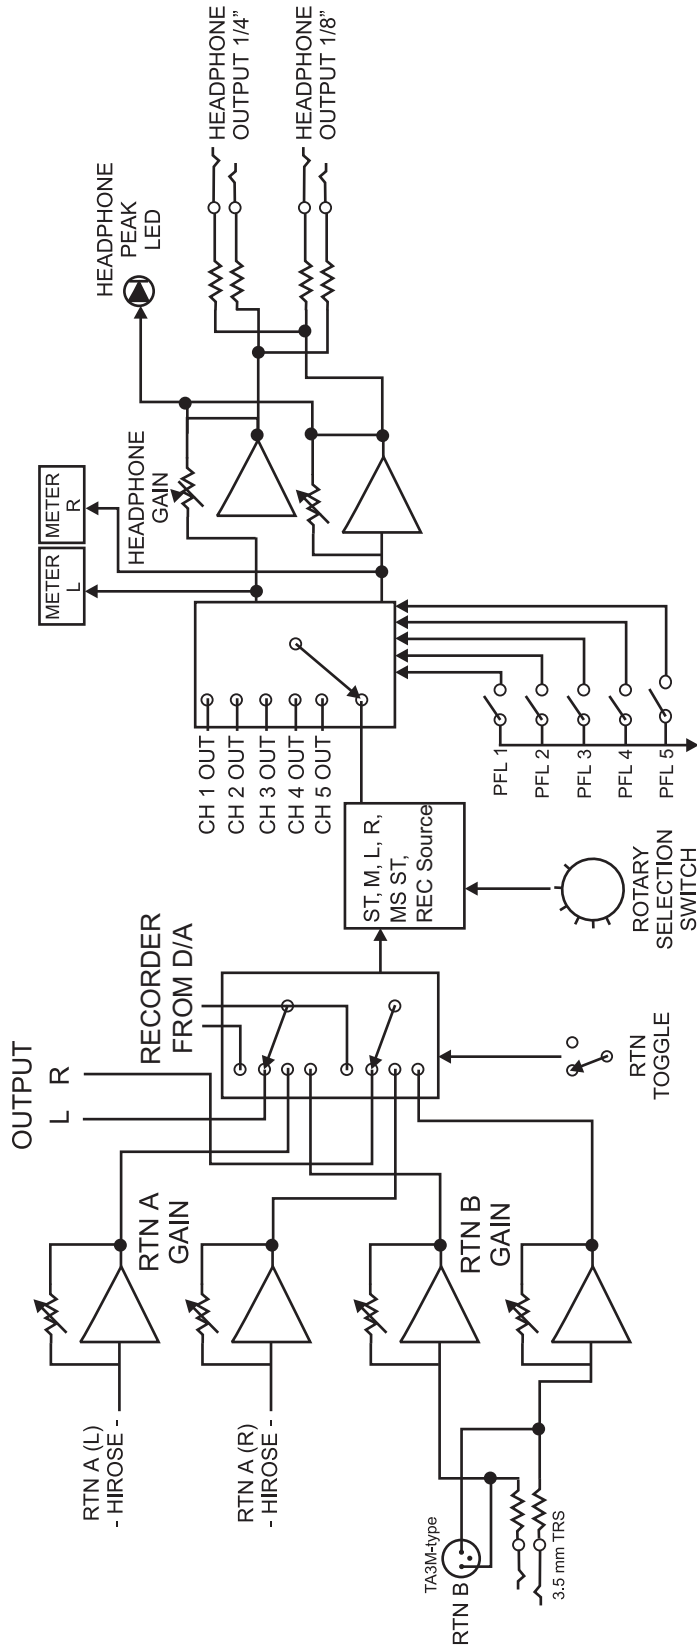 RTN A (L)
- HIROSE -
RTN A (R)
- HIROSE -
TA3M-type
RTN B
3.5 mm TRS
RTN A
GAIN
RTN B
GAIN
OUTPUT
L R
RECORDER
FROM D/A
RTN
TOGGLE
ST, M, L, R,
MS ST,
REC Source
ROTARY
SELECTION
SWITCH
CH 1 OUT
CH 2 OUT
CH 3 OUT
CH 4 OUT
CH 5 OUT
PFL 1
PFL 2
PFL 3
PFL 4
PFL 5
METER
L
METER
R
HEADPHONE
GAIN
HEADPHONE
PEAK
LED
HEADPHONE
OUTPUT 1/4"
HEADPHONE
OUTPUT 1/8"